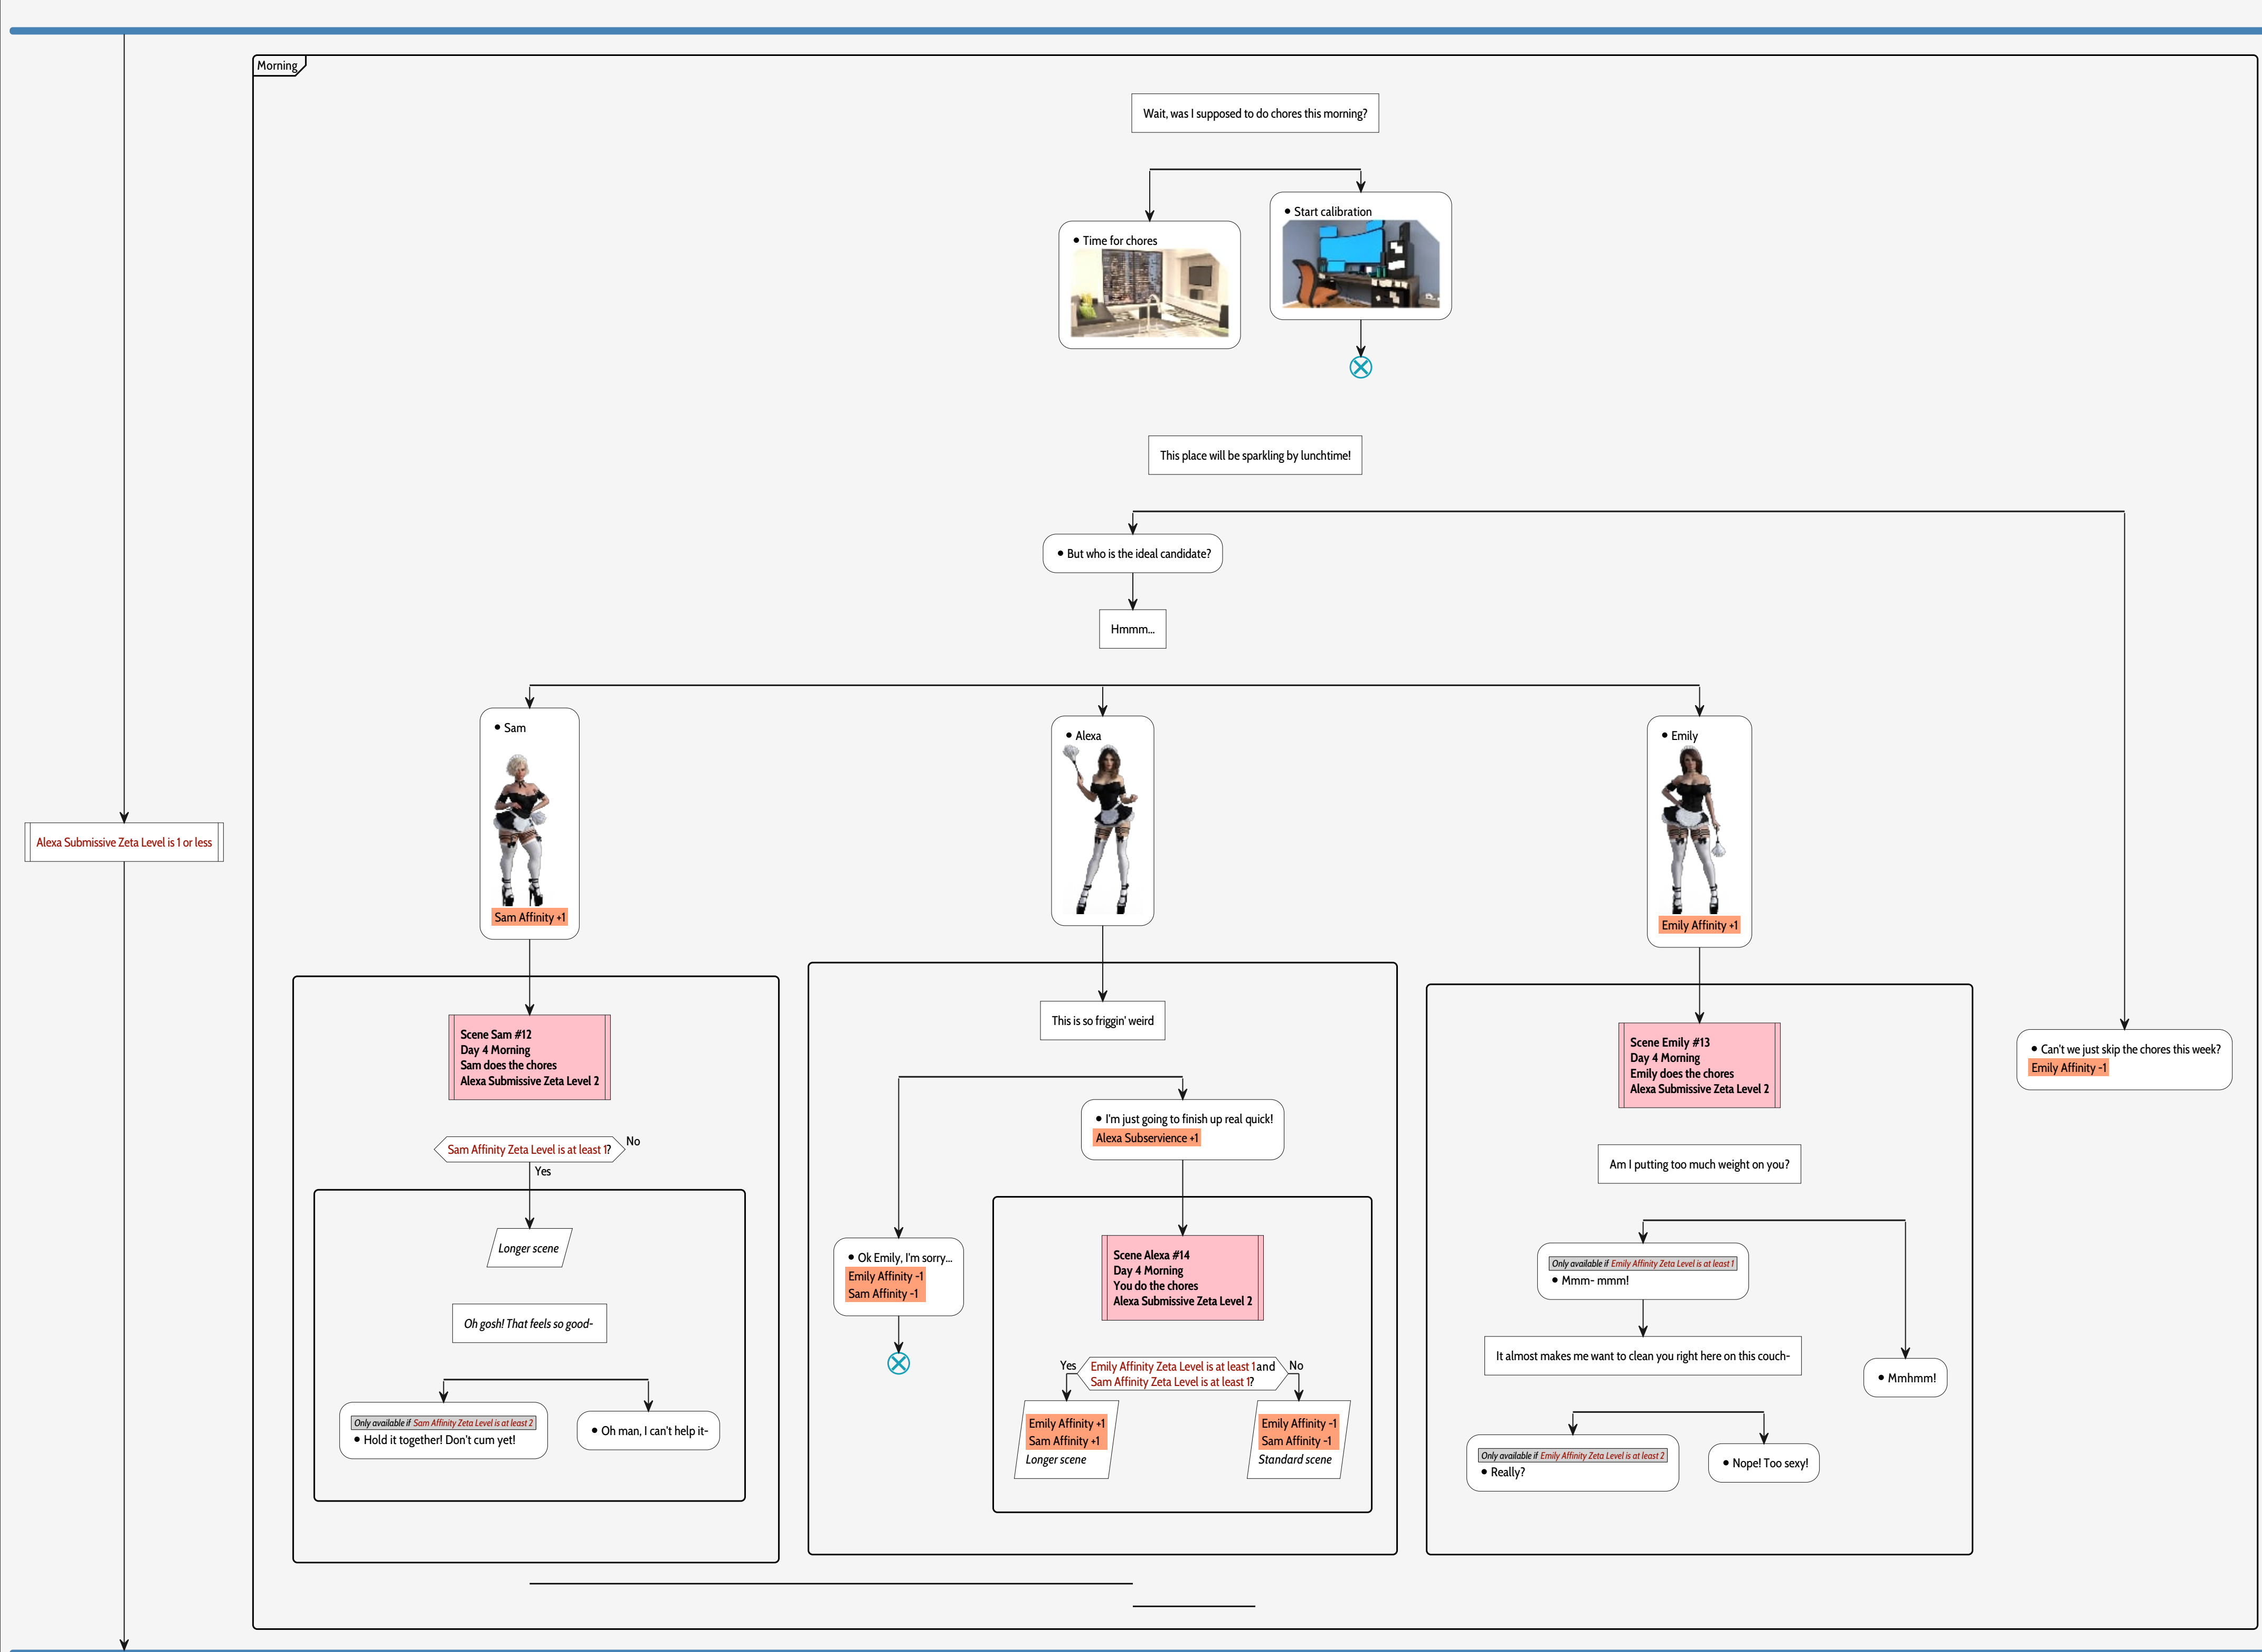 Morning
Wait, was I supposed to do chores this morning?
Time for chores
Start calibration
This place will be sparkling by lunchtime!
But who is the ideal candidate?
Hmmm...
Sam
Sam Affinity +1
Alexa
Emily
Emily Affinity +1
Alexa Submissive Zeta Level is 1 or less
Scene Sam #12
Day 4 Morning
Sam does the chores
Alexa Submissive Zeta Level 2
Sam Affinity Zeta Level is at least 1?
No
Yes
Longer scene
Oh gosh! That feels so good-
Only available if Sam Affinity Zeta Level is at least 2
Hold it together! Don't cum yet!
Oh man, I can't help it-
This is so friggin' weird
I'm just going to finish up real quick!
Alexa Subservience +1
Ok Emily, I'm sorry...
Emily Affinity -1
Sam Affinity -1
Scene Alexa #14
Day 4 Morning
You do the chores
Alexa Submissive Zeta Level 2
Yes
Emily Affinity Zeta Level is at least 1 and
Sam Affinity Zeta Level is at least 1?
No
Emily Affinity +1
Sam Affinity +1
Longer scene
Emily Affinity -1
Sam Affinity -1
Standard scene
Scene Emily #13
Day 4 Morning
Emily does the chores
Alexa Submissive Zeta Level 2
Am I putting too much weight on you?
Only available if Emily Affinity Zeta Level is at least 1
Mmm- mmm!
It almost makes me want to clean you right here on this couch-
Mmhmm!
Only available if Emily Affinity Zeta Level is at least 2
Really?
Nope! Too sexy!
Can't we just skip the chores this week?
Emily Affinity -1